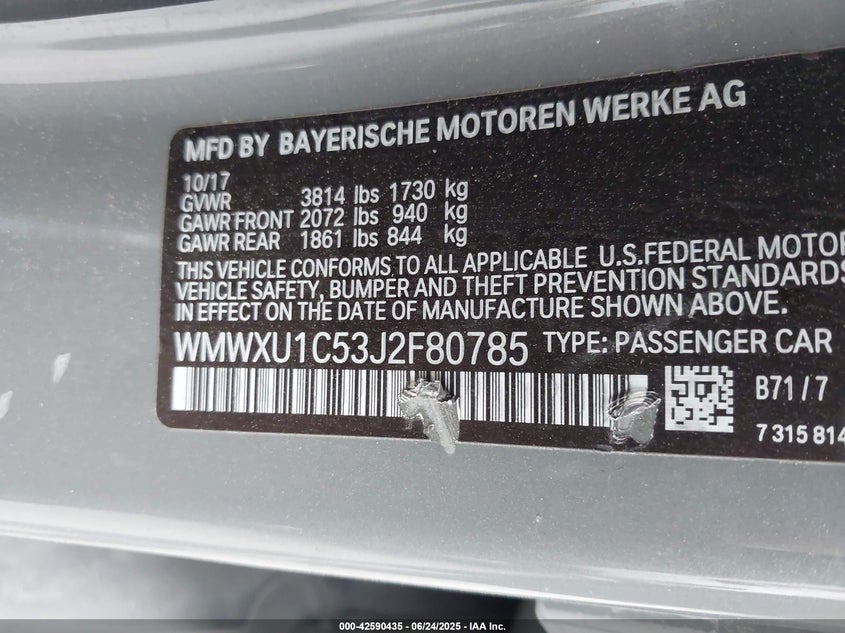 MFD BY BAYERISCHE MOTOREN WERKE AG
10/17
GVWR 3814 lbs 1730 kg
GAWR FRONT 2072 lbs 940 kg
GAWR REAR 1861 lbs 844 kg
THIS VEHICLE CONFORMS TO ALL APPLICABLE U.S.FEDERAL MOTOR
VEHICLE SAFETY, BUMPER AND THEFT PREVENTION STANDARDS
IN EFFECT ON THE DATE OF MANUFACTURE SHOWN ABOVE.
WMWXU1C53J2F80785 TYPE: PASSENGER CAR
B71/7
7 315 814
000-42590435 - 06/24/2025 - IAA Inc.